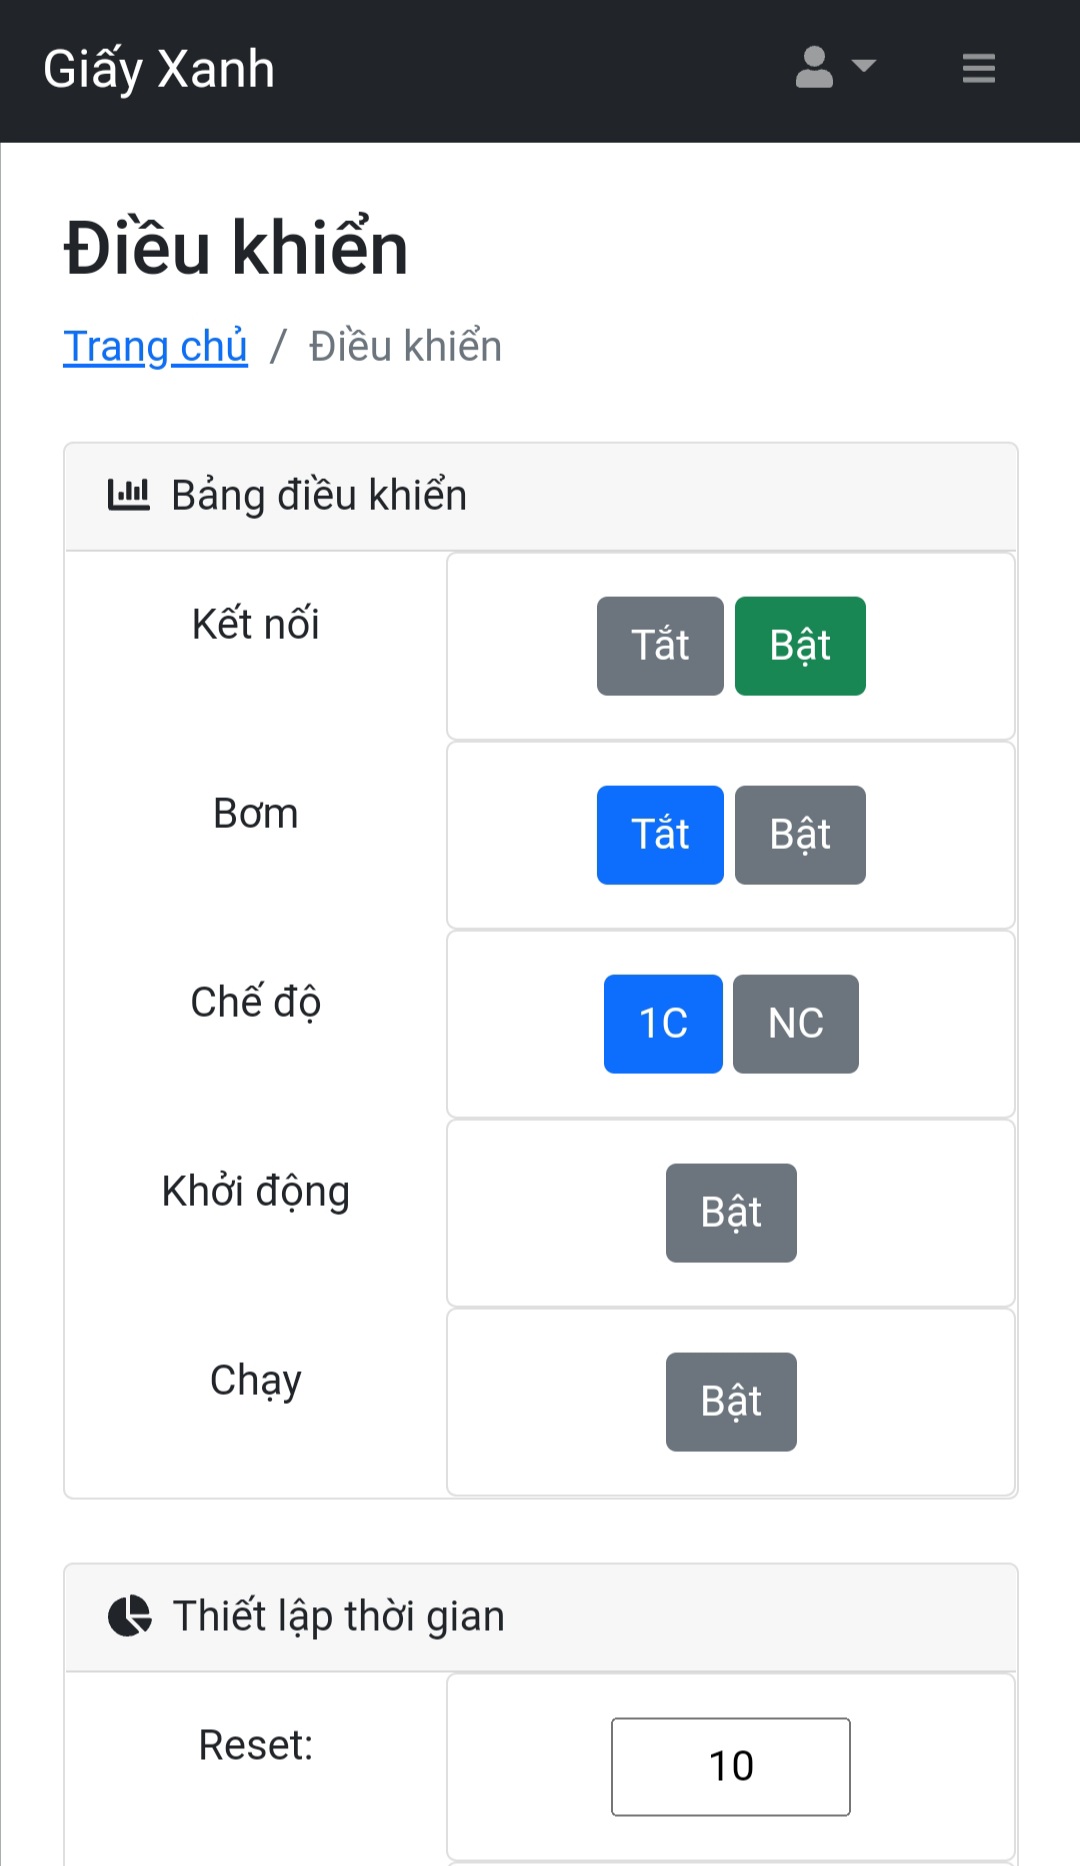 Giấy Xanh
Điều khiển
Trang chủ / Điều khiển
Bảng điều khiển
Kết nối
Tắt Bật
Bơm
Tắt Bật
Chế độ
1C NC
Khởi động
Bật
Chạy
Bật
Thiết lập thời gian
Reset:
10